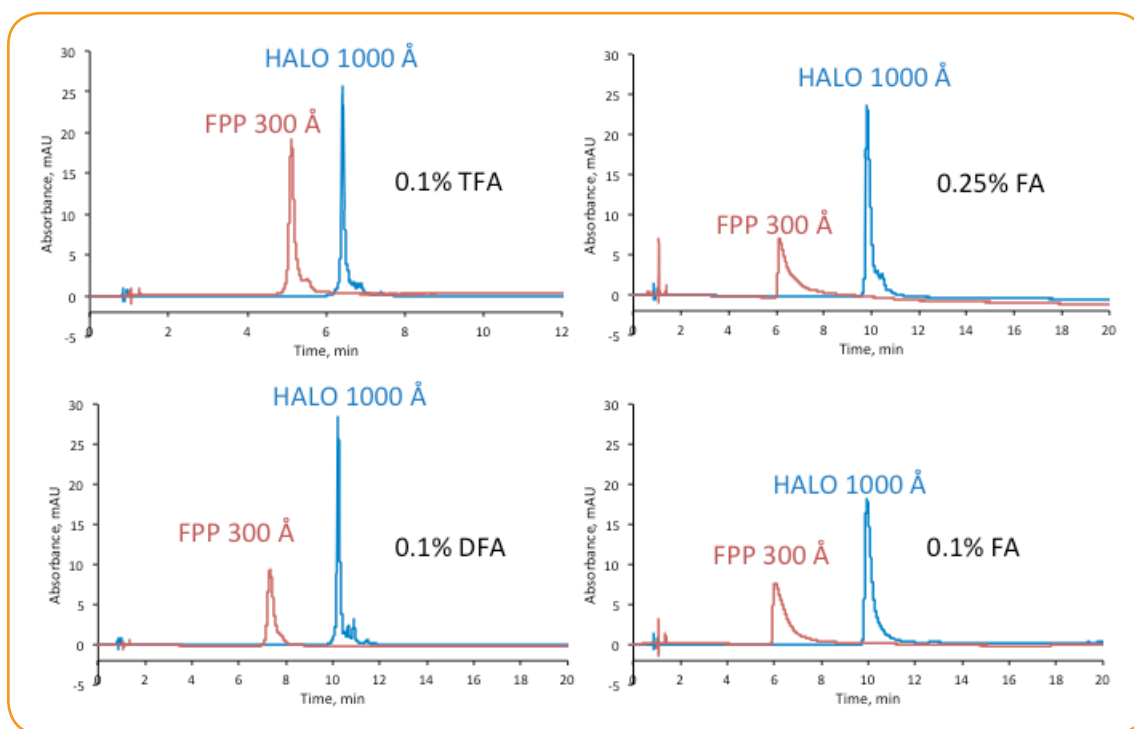 HALO 1000 Å
FPP 300 Å
0.1% TFA
Absorbance, mAU
30
25
20
15
10
5
0
-5
0 2 4 6 8 10 12
Time, min
HALO 1000 Å
FPP 300 Å
0.25% FA
Absorbance, mAU
30
25
20
15
10
5
0
-5
0 2 4 6 8 10 12 14 16 18 20
Time, min
HALO 1000 Å
FPP 300 Å
0.1% DFA
Absorbance, mAU
30
25
20
15
10
5
0
-5
0 2 4 6 8 10 12 14 16 18 20
Time, min
HALO 1000 Å
FPP 300 Å
0.1% FA
Absorbance, mAU
30
25
20
15
10
5
0
-5
0 2 4 6 8 10 12 14 16 18 20
Time, min